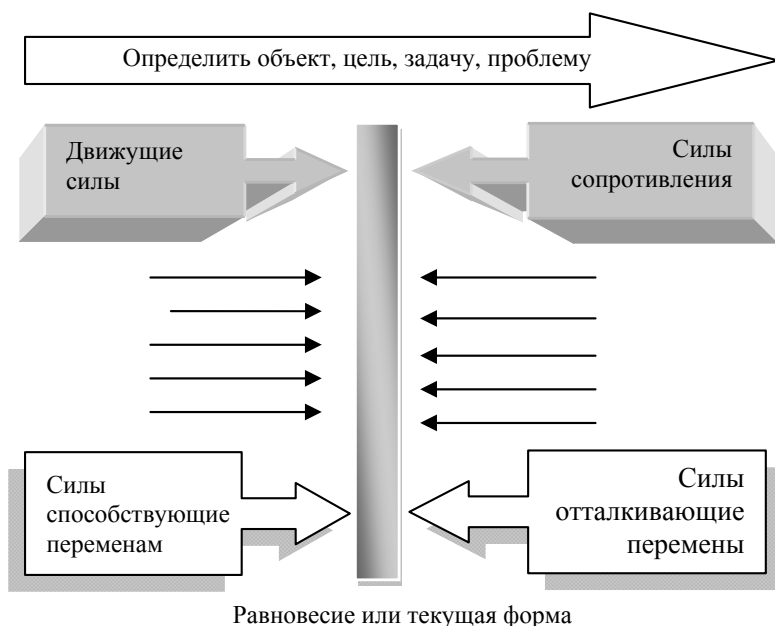 Определить объект, цель, задачу, проблему
Движущие
силы
Силы
сопротивления
Силы
способствующие
переменам
Силы
отталкивающие
перемены
Равновесие или текущая форма